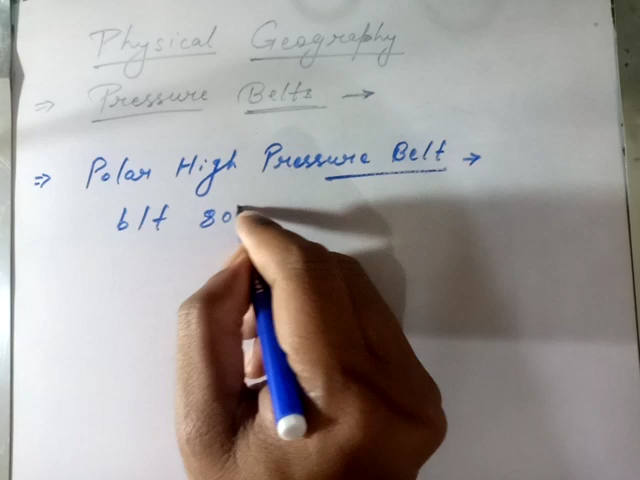 Physical Geography
⇒ Pressure Belts →
⇒ Polar High Pressure Belt →
b/t 80